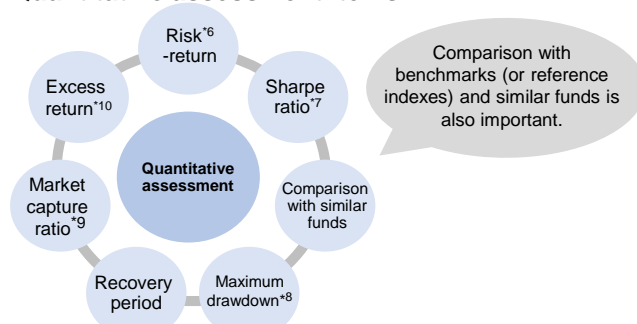 Risk*6
-return
Sharpe
ratio*7
Comparison
with similar
funds
Maximum
drawdown*8
Recovery
period
Market
capture
ratio*9
Excess
return*10
Quantitative
assessment
Comparison with
benchmarks (or reference
indexes) and similar funds is
also important.